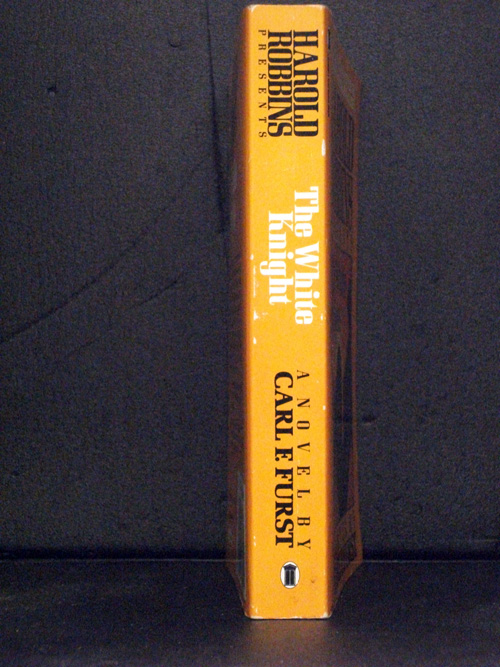 HAROLD
ROBBINS
PRESENTS
The White
Knight
A NOVEL BY
CARL F. FURST